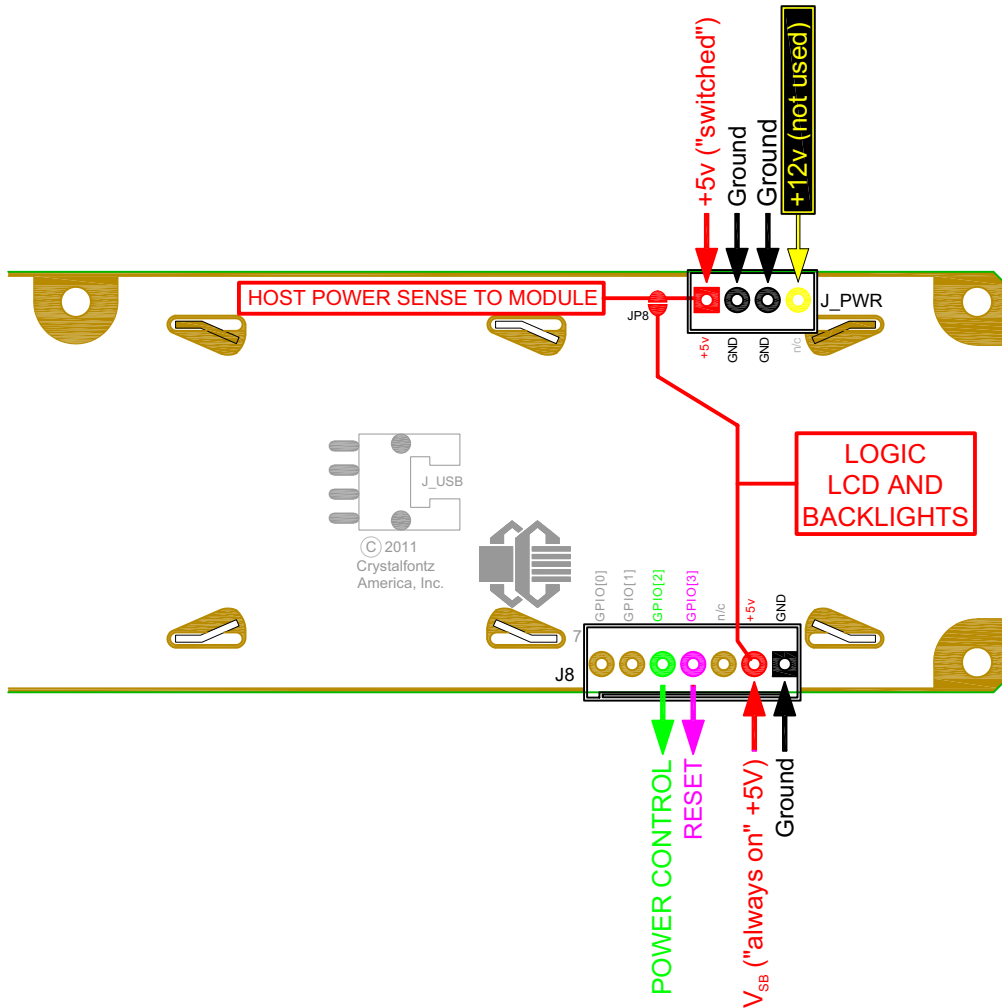 +5v ("switched")
Ground
Ground
+12v (not used)
HOST POWER SENSE TO MODULE
JP8
J_PWR
+5v
GND
GND
n/c
LOGIC
LCD AND
BACKLIGHTS
J_USB
C 2011
Crystalfontz
America, Inc.
GPIO[0]
GPIO[1]
GPIO[2]
GPIO[3]
n/c
+5v
GND
7
J8
POWER CONTROL
RESET
VSB ("always on" +5V)
Ground